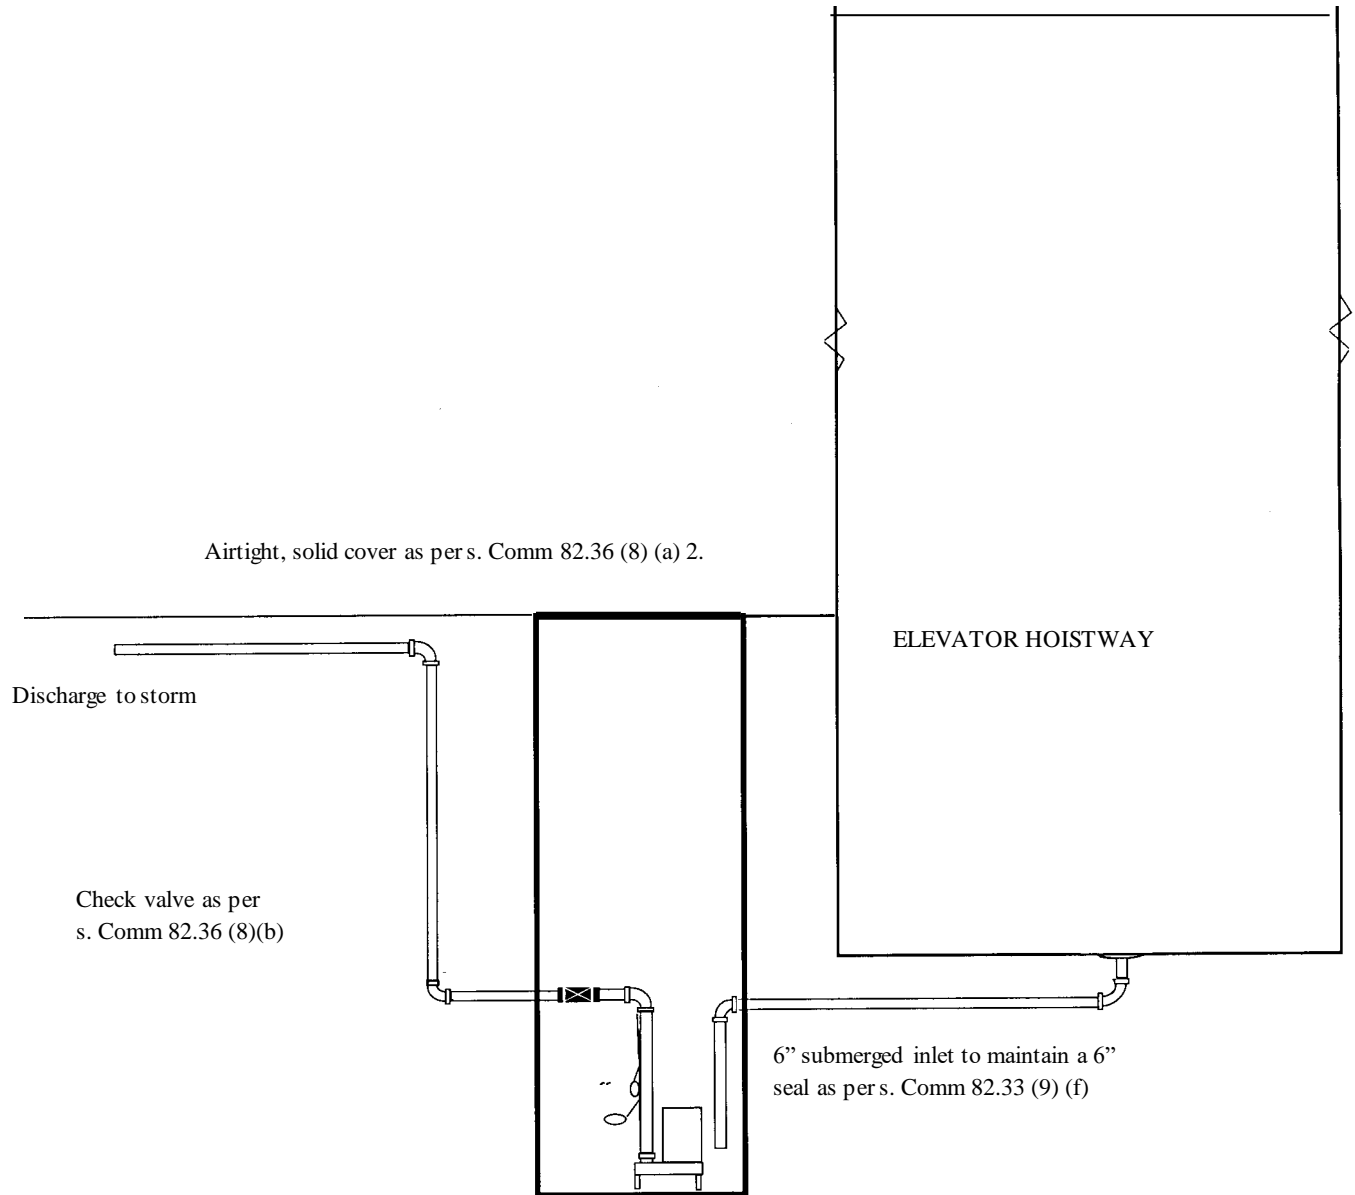 Airtight, solid cover as per s. Comm 82.36 (8) (a) 2.
ELEVATOR HOISTWAY
Discharge to storm
Check valve as per
s. Comm 82.36 (8)(b)
6” submerged inlet to maintain a 6”
seal as per s. Comm 82.33 (9) (f)